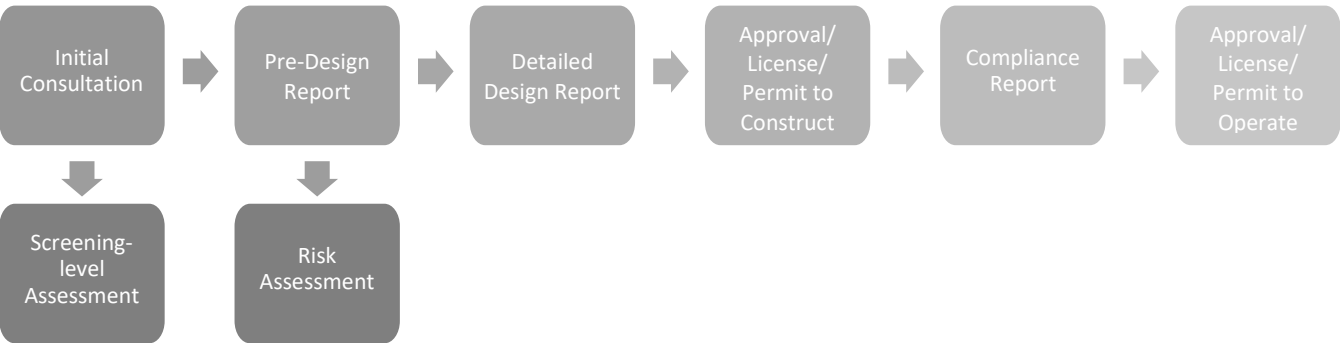 Initial
Consultation
Pre-Design
Report
Detailed
Design Report
Approval/
License/
Permit to
Construct
Compliance
Report
Approval/
License/
Permit to
Operate
Screening-
level
Assessment
Risk
Assessment